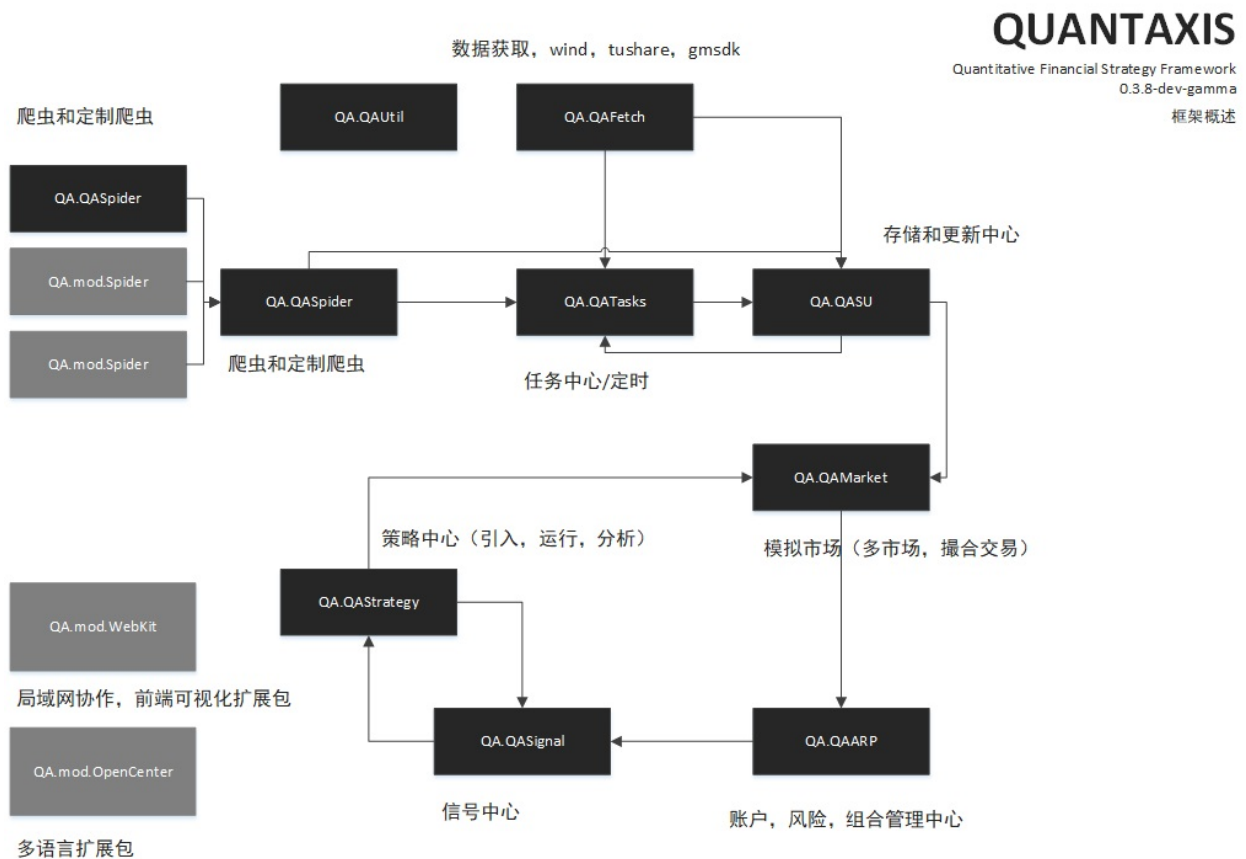 QUANTAXIS
Quantitative Financial Strategy Framework
0.3.8-dev-gamma
框架概述
数据获取，wind，tushare，gmsdk
爬虫和定制爬虫
QA.QAUtil
QA.QAFetch
QA.QASpider
QA.mod.Spider
QA.mod.Spider
存储和更新中心
QA.QASpider
QA.QATasks
QA.QASU
爬虫和定制爬虫
任务中心/定时
QA.QAMarket
策略中心（引入，运行，分析）
模拟市场（多市场，撮合交易）
QA.QAStrategy
QA.mod.WebKit
局域网协作，前端可视化扩展包
QA.QASignal
QA.QAARP
QA.mod.OpenCenter
信号中心
账户，风险，组合管理中心
多语言扩展包